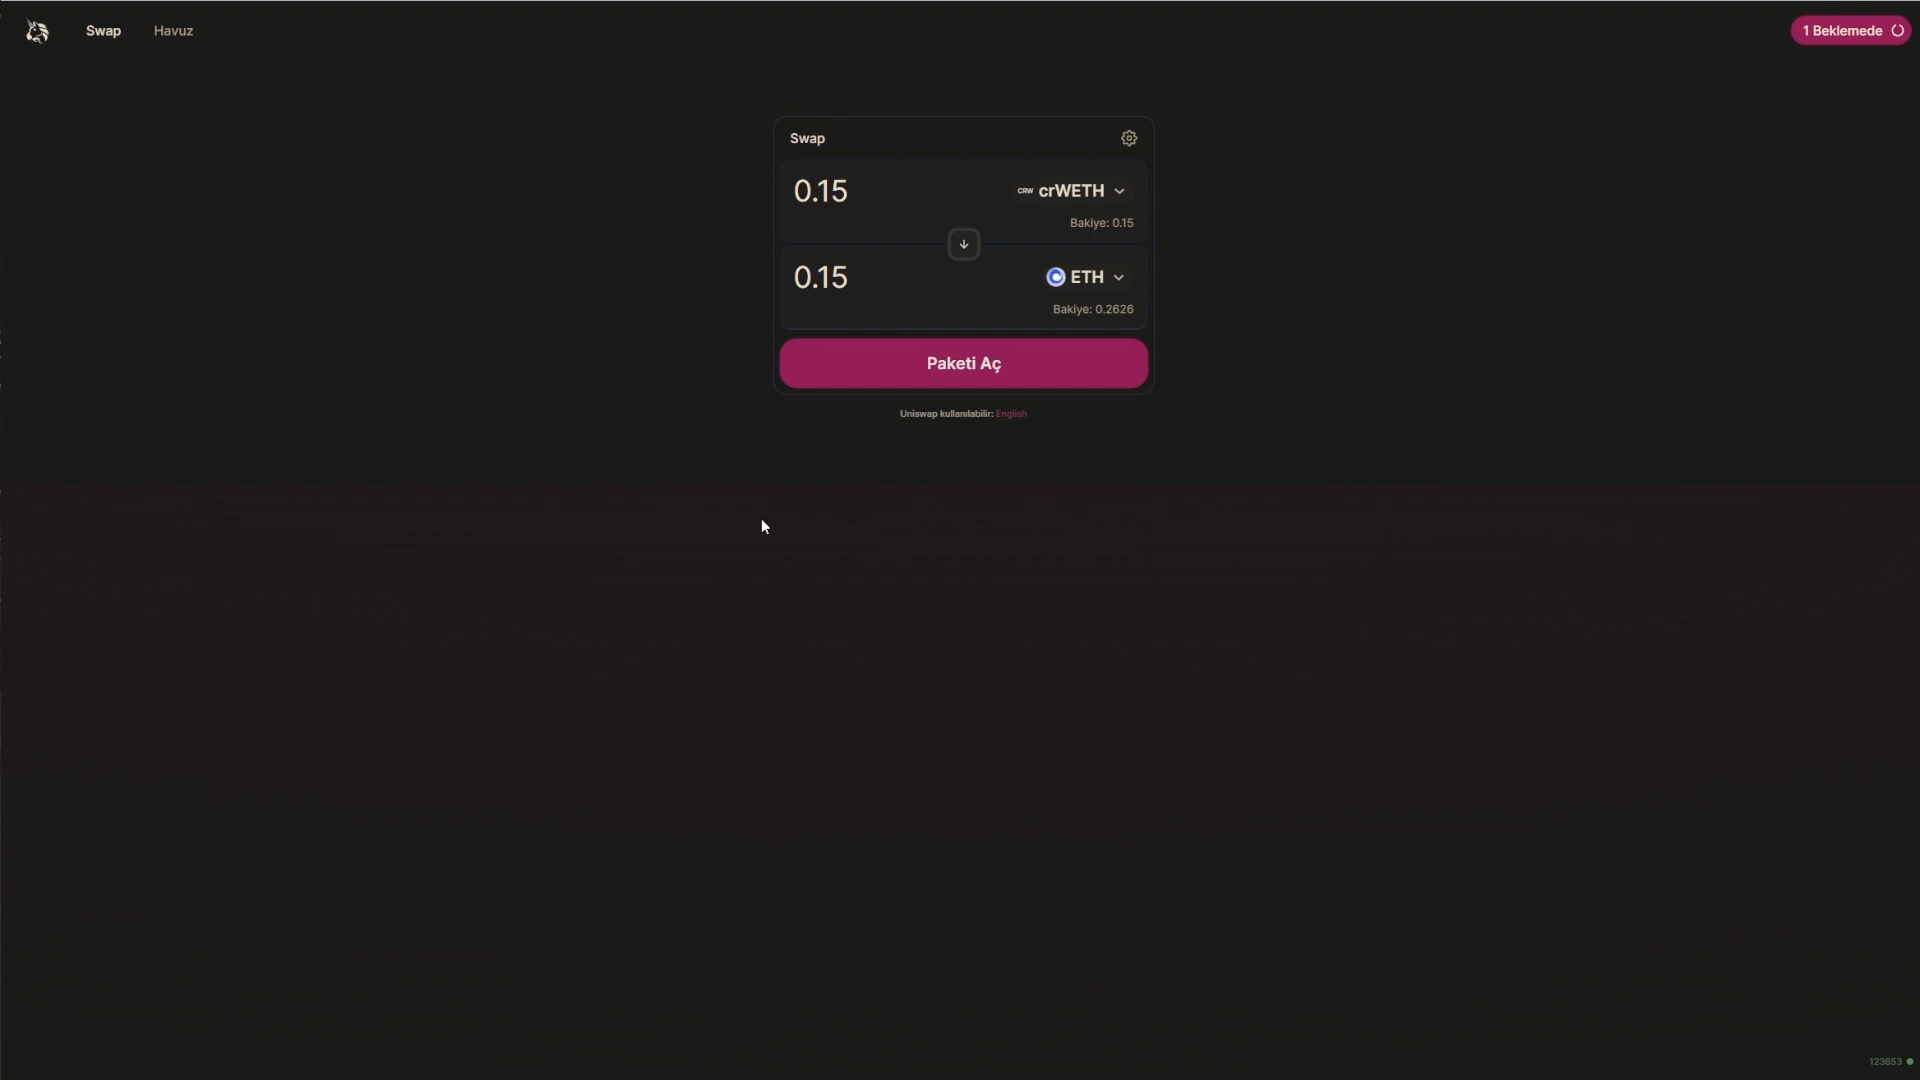 Swap
Havuz
1 Beklemede
Swap
0.15
CRW crWETH
Bakiye: 0.15
0.15
ETH
Bakiye: 0.2626
Paketi Aç
Uniswap kullanılabilir: English
123653